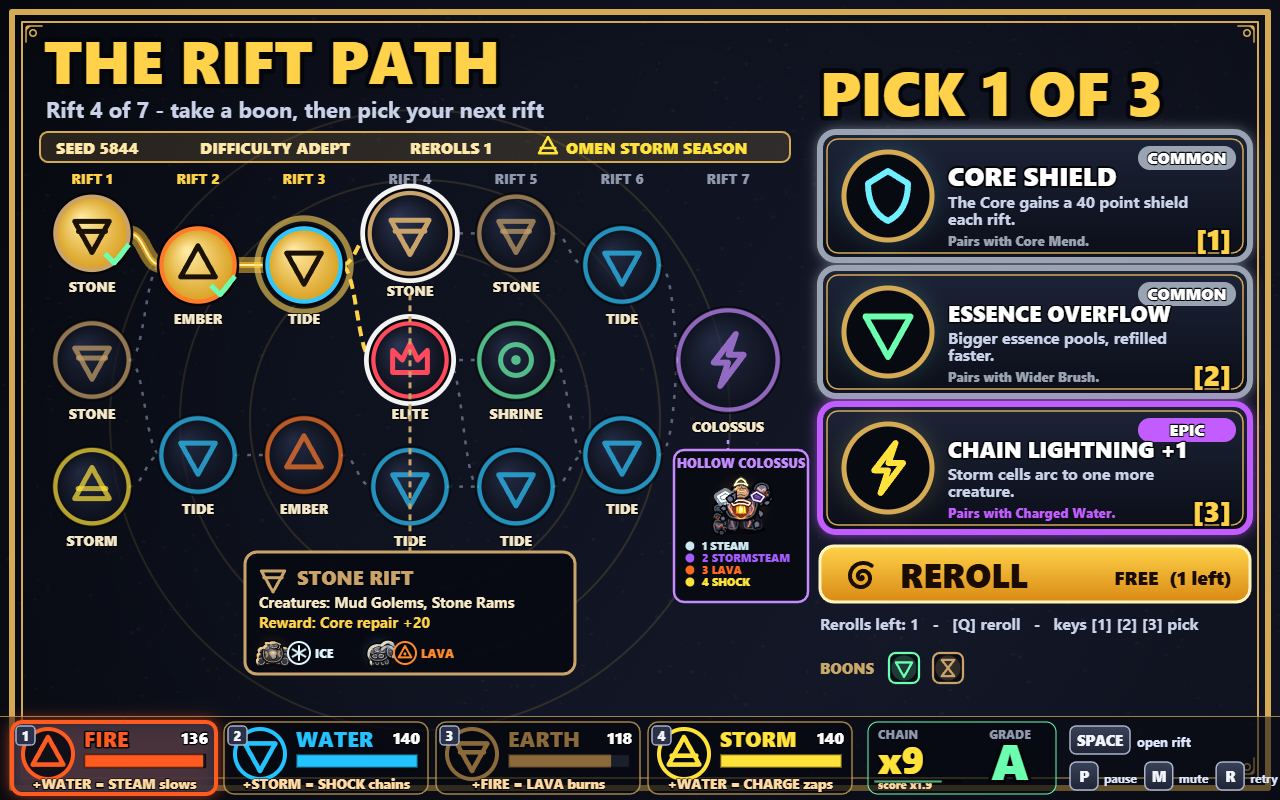 THE RIFT PATH
Rift 4 of 7 - take a boon, then pick your next rift
SEED 5844 DIFFICULTY ADEPT REROLLS 1 OMEN STORM SEASON
RIFT 1 RIFT 2 RIFT 3 RIFT 4 RIFT 5 RIFT 6 RIFT 7
STONE STONE STONE
EMBER TIDE TIDE
STONE ELITE SHRINE
COLOSSUS
TIDE EMBER TIDE
STORM TIDE TIDE
HOLLOW COLOSSUS
1 STEAM
2 STORMSTEAM
3 LAVA
4 SHOCK
STONE RIFT
Creatures: Mud Golems, Stone Rams
Reward: Core repair +20
ICE LAVA
PICK 1 OF 3
COMMON
CORE SHIELD
The Core gains a 40 point shield
each rift.
Pairs with Core Mend.
[1]
COMMON
ESSENCE OVERFLOW
Bigger essence pools, refilled
faster.
Pairs with Wider Brush.
[2]
EPIC
CHAIN LIGHTNING +1
Storm cells arc to one more
creature.
Pairs with Charged Water.
[3]
REROLL FREE (1 left)
Rerolls left: 1 - [Q] reroll - keys [1] [2] [3] pick
BOONS
1 FIRE 136
+WATER = STEAM slows
2 WATER 140
+STORM = SHOCK chains
3 EARTH 118
+FIRE = LAVA burns
4 STORM 140
+WATER = CHARGE zaps
CHAIN GRADE
x9 A
score x1.9
SPACE open rift
P pause M mute R retry